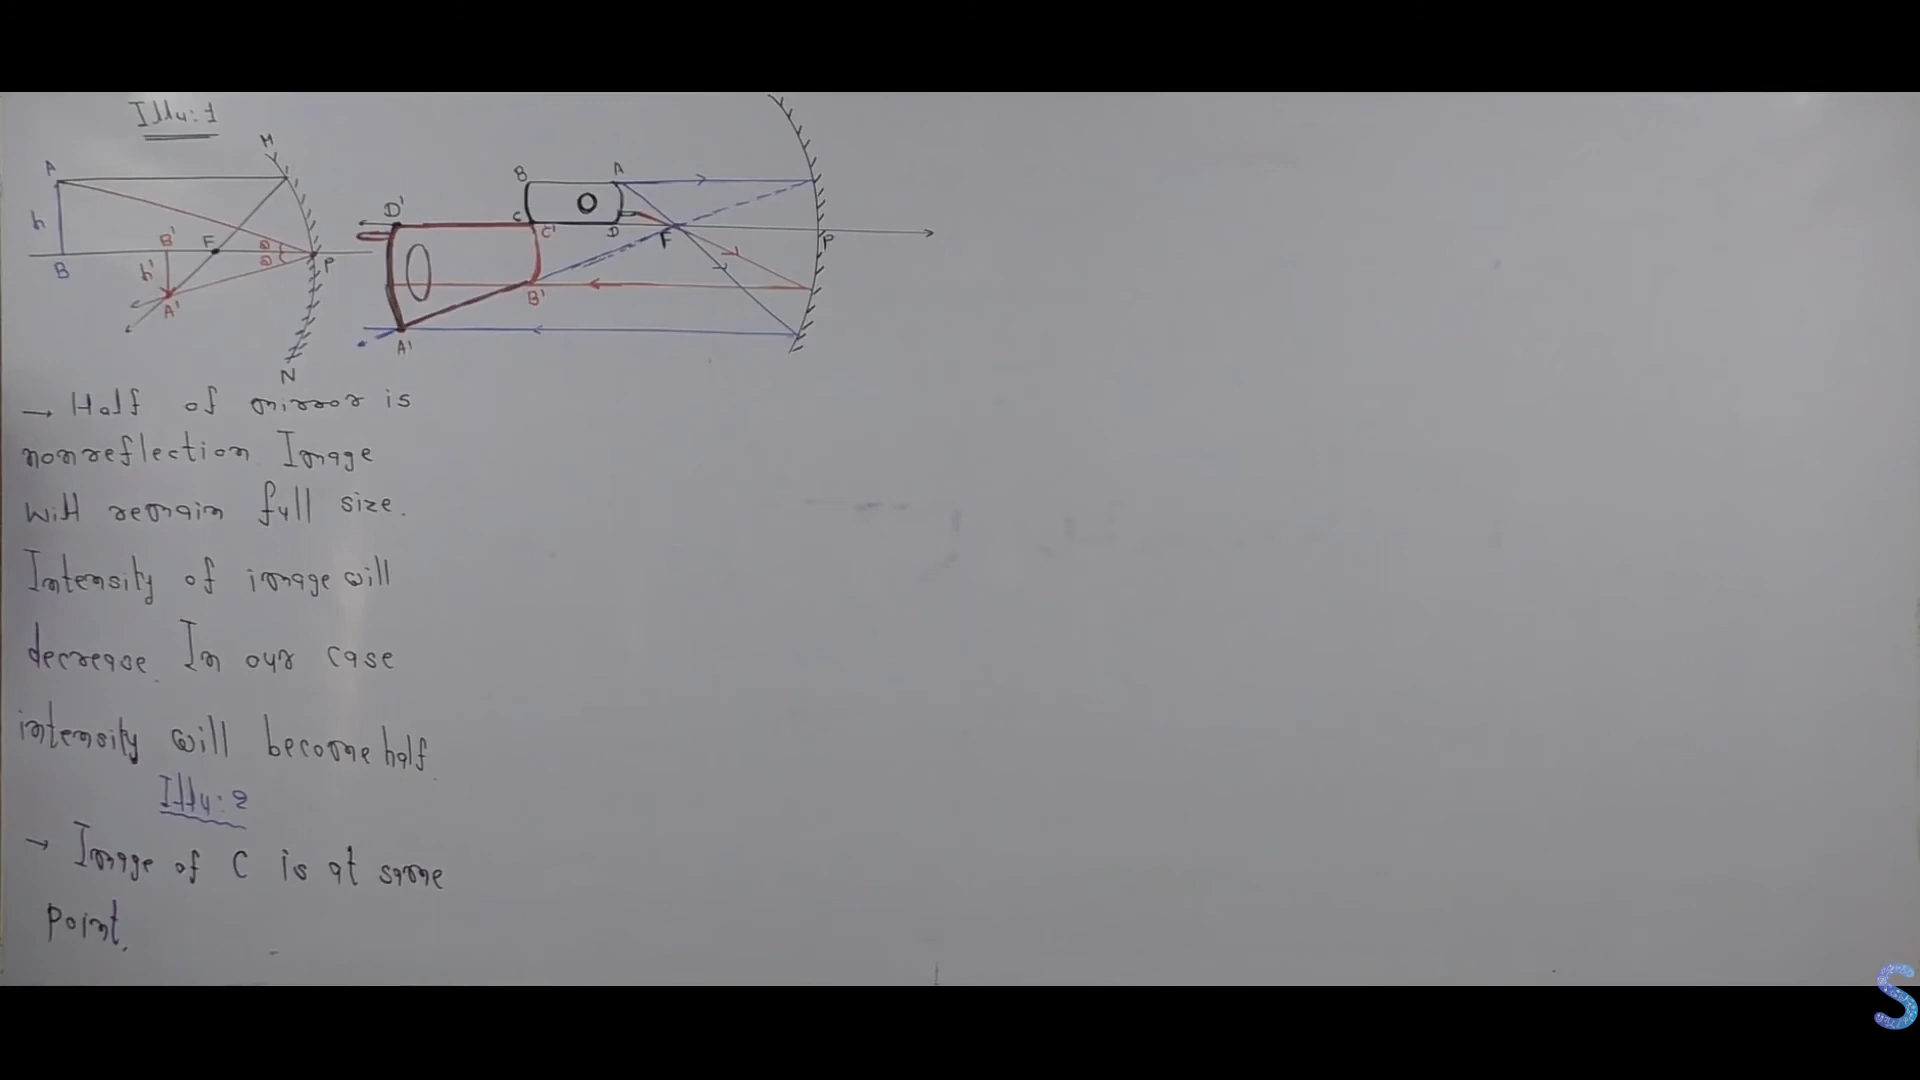 Illu:1
M
A
h
B
B'
F
θ
θ
P
h'
A'
N
B
A
D'
C
C'
D
F
P
B'
A'
→ Half of mirror is
nonreflection Image
will remain full size.
Intensity of image will
decrease. In our case
intensity will become half.
Illu:2
→ Image of C is at same
point.
S